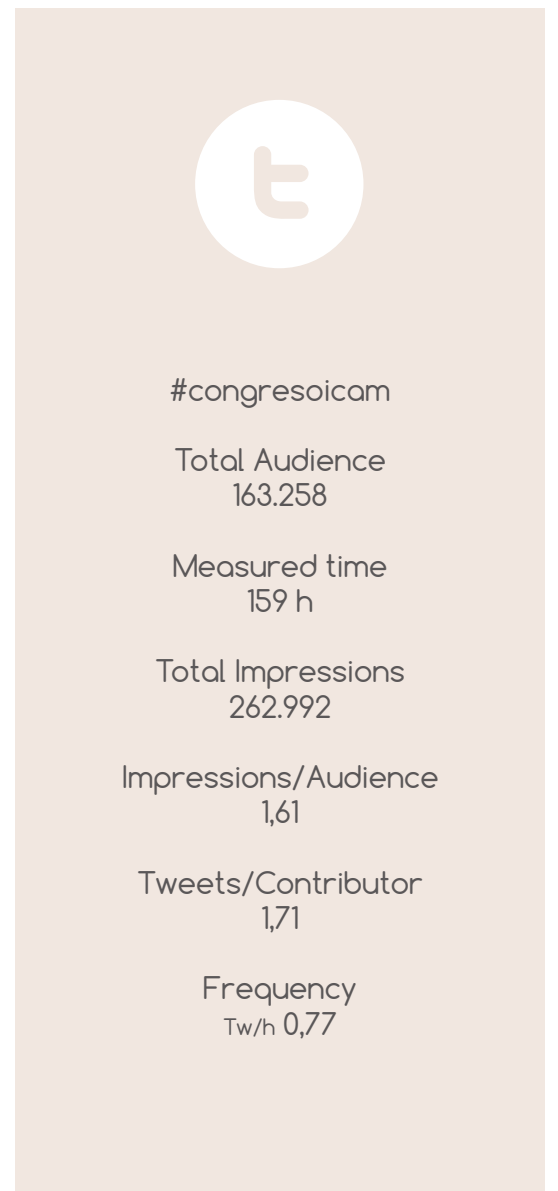 #congresoicam
Total Audience
163.258
Measured time
159 h
Total Impressions
262.992
Impressions/Audience
1,61
Tweets/Contributor
1,71
Frequency
Tw/h 0,77